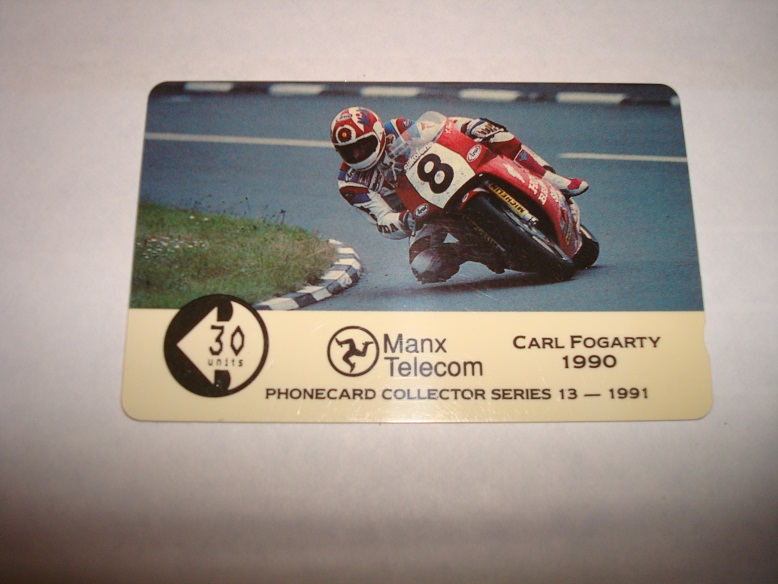 8
30
units
Manx
Telecom
CARL FOGARTY
1990
PHONECARD COLLECTOR SERIES 13 — 1991